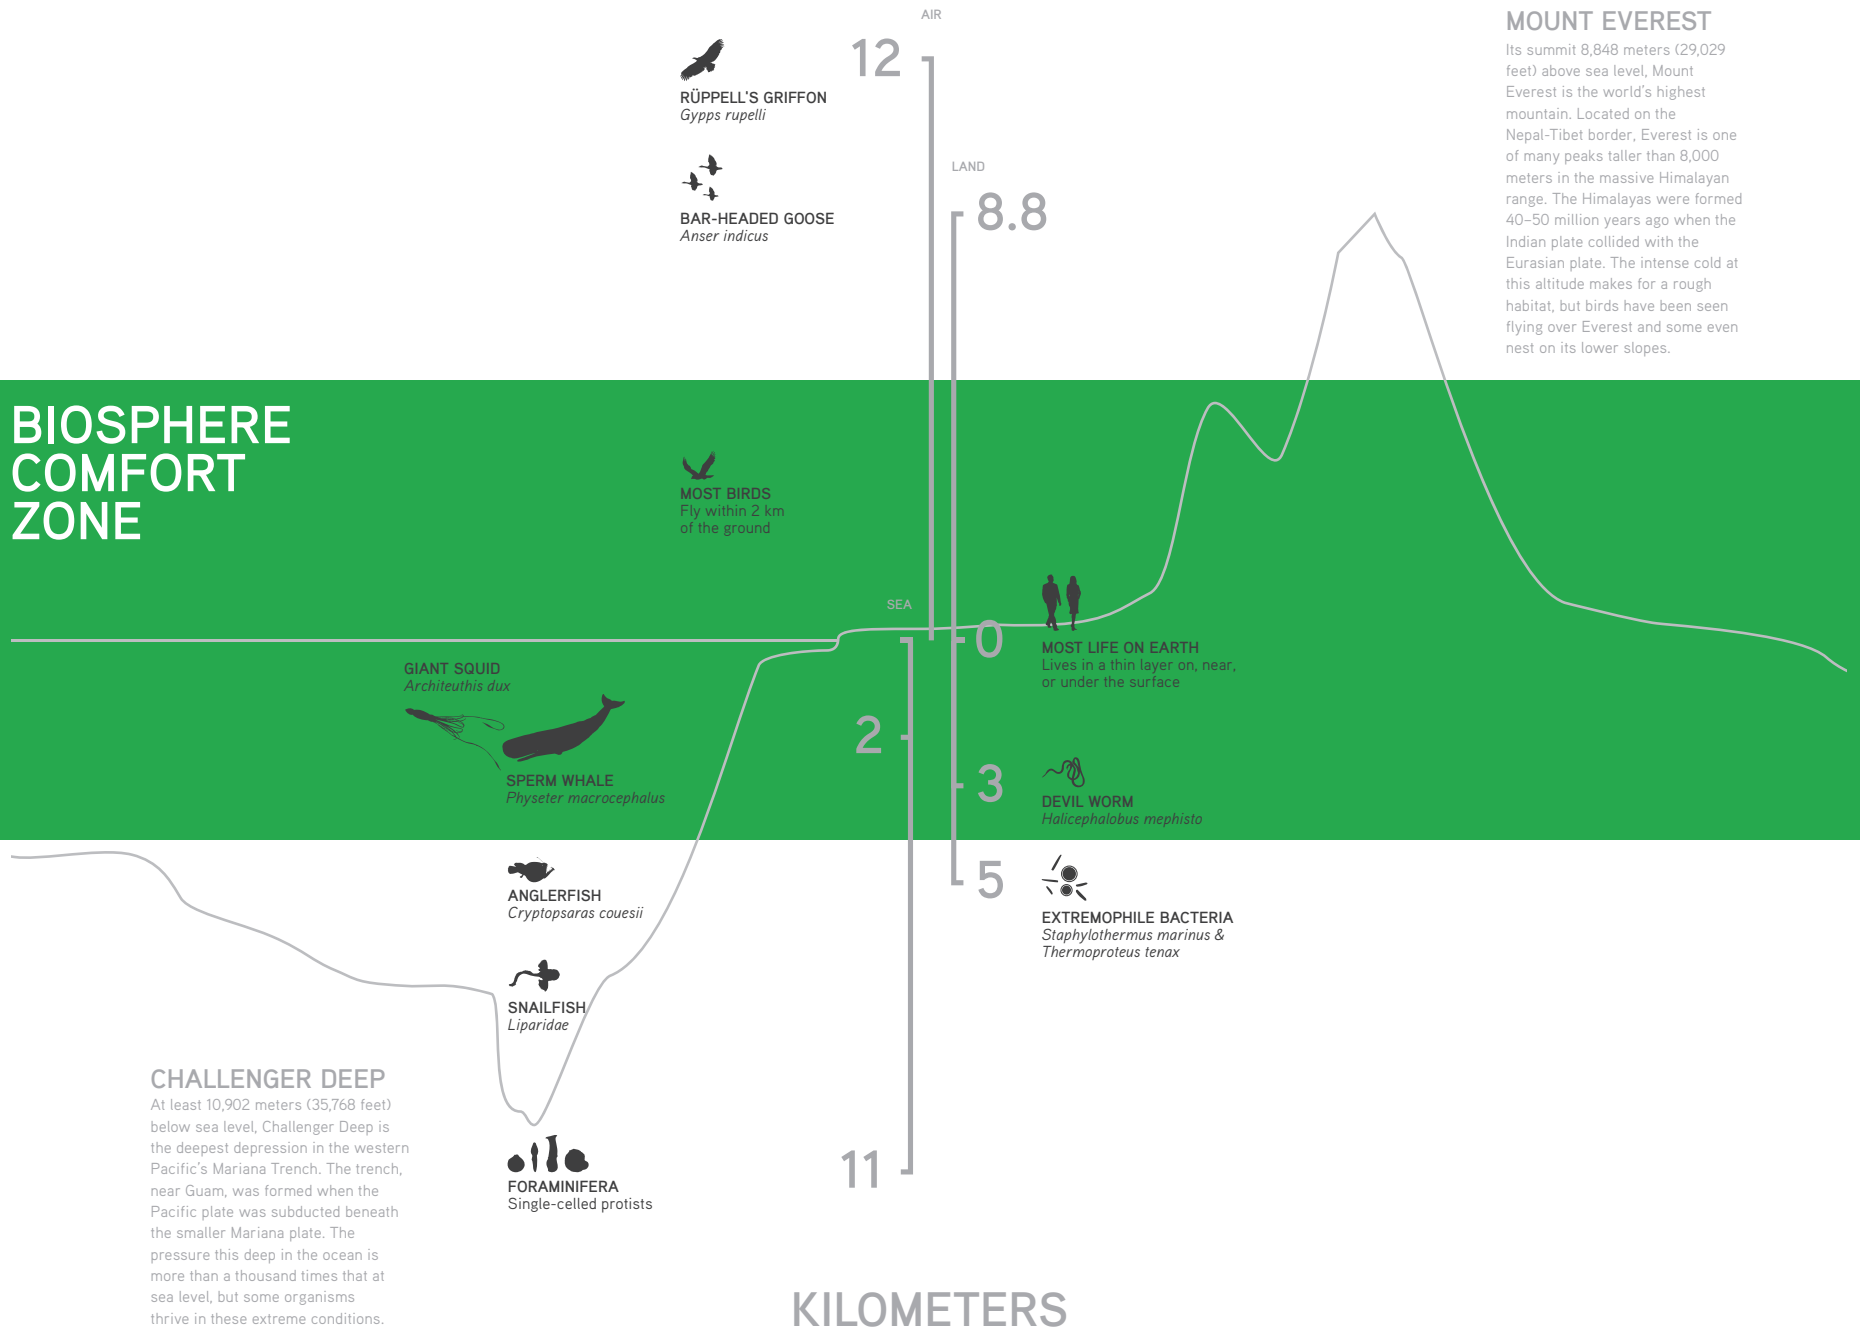 AIR
12
RÜPPELL'S GRIFFON
Gypps rupelli
BAR-HEADED GOOSE
Anser indicus
LAND
8.8
MOUNT EVEREST
Its summit 8,848 meters (29,029
feet) above sea level, Mount
Everest is the world's highest
mountain. Located on the
Nepal-Tibet border, Everest is one
of many peaks taller than 8,000
meters in the massive Himalayan
range. The Himalayas were formed
40–50 million years ago when the
Indian plate collided with the
Eurasian plate. The intense cold at
this altitude makes for a rough
habitat, but birds have been seen
flying over Everest and some even
nest on its lower slopes.
BIOSPHERE
COMFORT
ZONE
MOST BIRDS
Fly within 2 km
of the ground
SEA
0
MOST LIFE ON EARTH
Lives in a thin layer on, near,
or under the surface
GIANT SQUID
Architeuthis dux
2
SPERM WHALE
Physeter macrocephalus
3
DEVIL WORM
Halicephalobus mephisto
5
ANGLERFISH
Cryptopsaras couesii
EXTREMOPHILE BACTERIA
Staphylothermus marinus &
Thermoproteus tenax
SNAILFISH
Liparidae
CHALLENGER DEEP
At least 10,902 meters (35,768 feet)
below sea level, Challenger Deep is
the deepest depression in the western
Pacific's Mariana Trench. The trench,
near Guam, was formed when the
Pacific plate was subducted beneath
the smaller Mariana plate. The
pressure this deep in the ocean is
more than a thousand times that at
sea level, but some organisms
thrive in these extreme conditions.
11
FORAMINIFERA
Single-celled protists
KILOMETERS